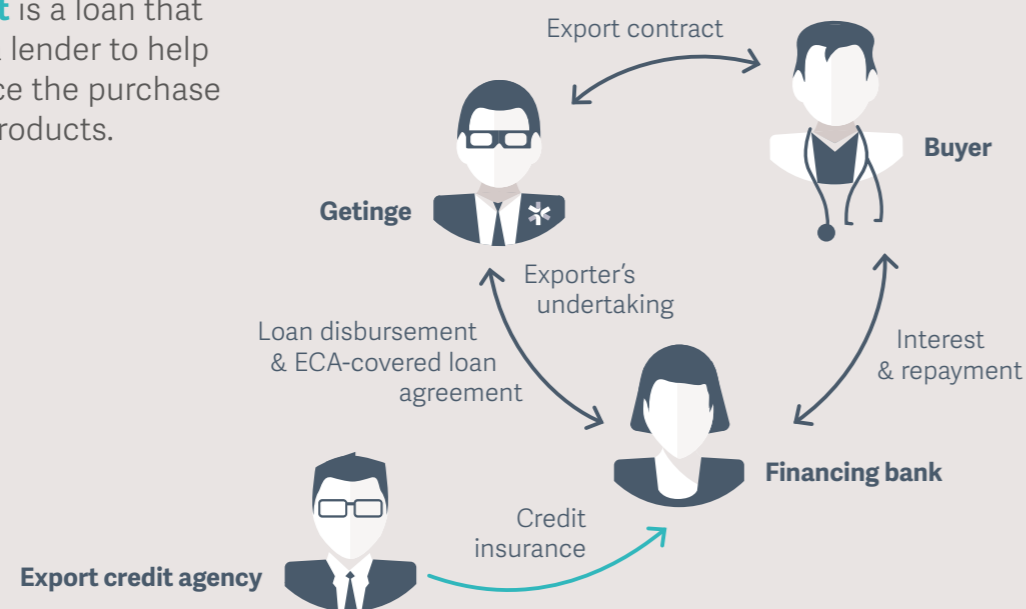 t is a loan that
lender to help
ce the purchase
roducts.
Export contract
Buyer
Getinge
Exporter's
undertaking
Loan disbursement
& ECA-covered loan
agreement
Interest
& repayment
Financing bank
Credit
insurance
Export credit agency